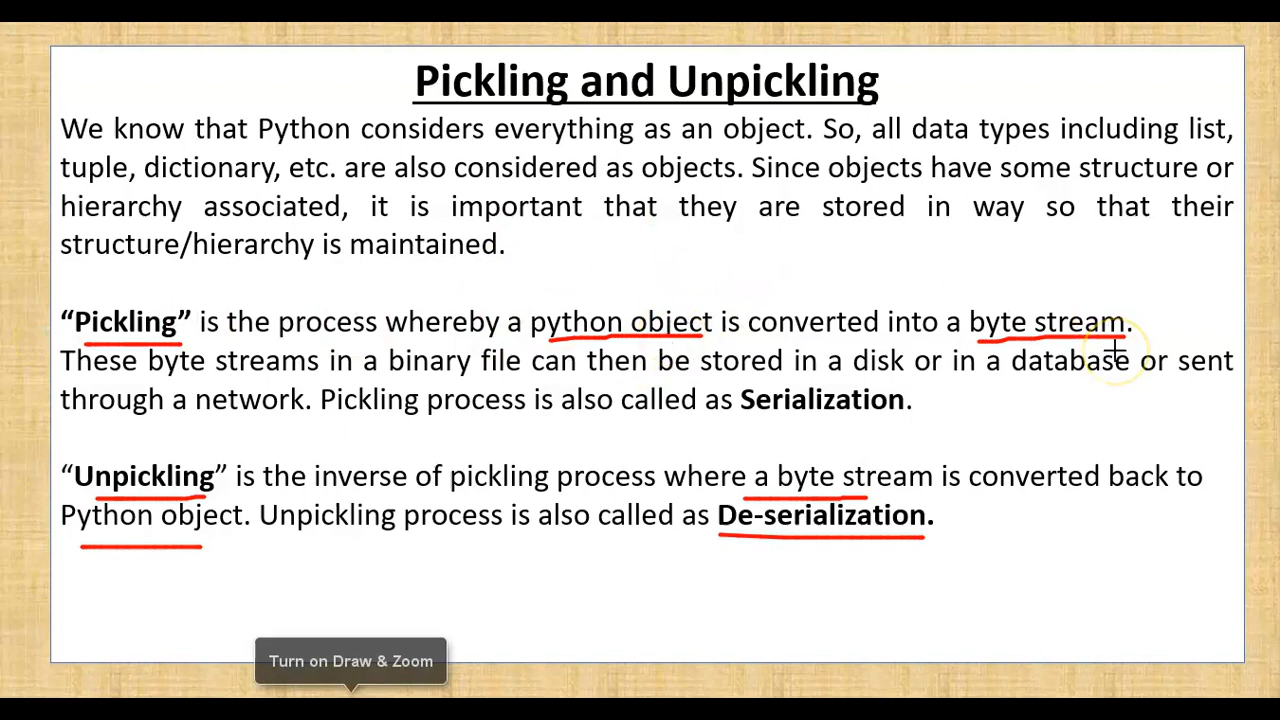 Pickling and Unpickling
We know that Python considers everything as an object. So, all data types including list,
tuple, dictionary, etc. are also considered as objects. Since objects have some structure or
hierarchy associated, it is important that they are stored in way so that their
structure/hierarchy is maintained.
“Pickling” is the process whereby a python object is converted into a byte stream.
These byte streams in a binary file can then be stored in a disk or in a database or sent
through a network. Pickling process is also called as Serialization.
“Unpickling” is the inverse of pickling process where a byte stream is converted back to
Python object. Unpickling process is also called as De-serialization.
Turn on Draw & Zoom